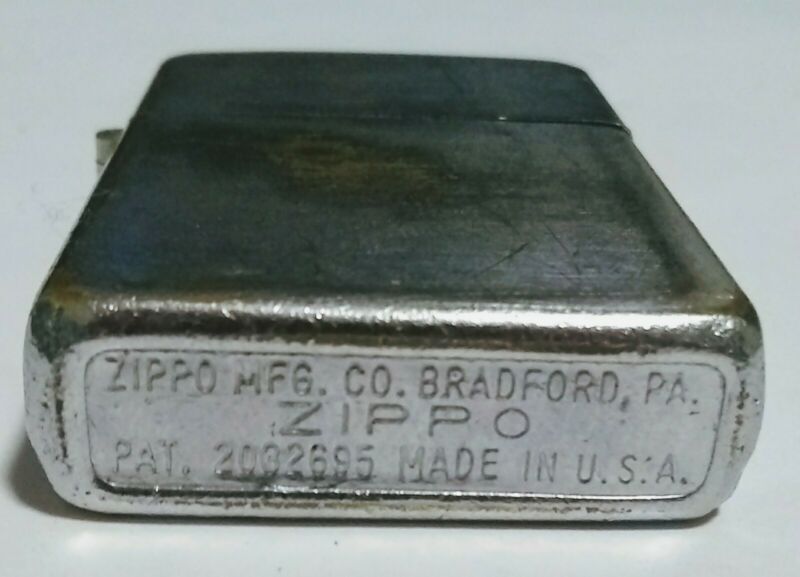 ZIPPO MFG. CO. BRADFORD, PA.
ZIPPO
PAT. 2032695 MADE IN U.S.A.